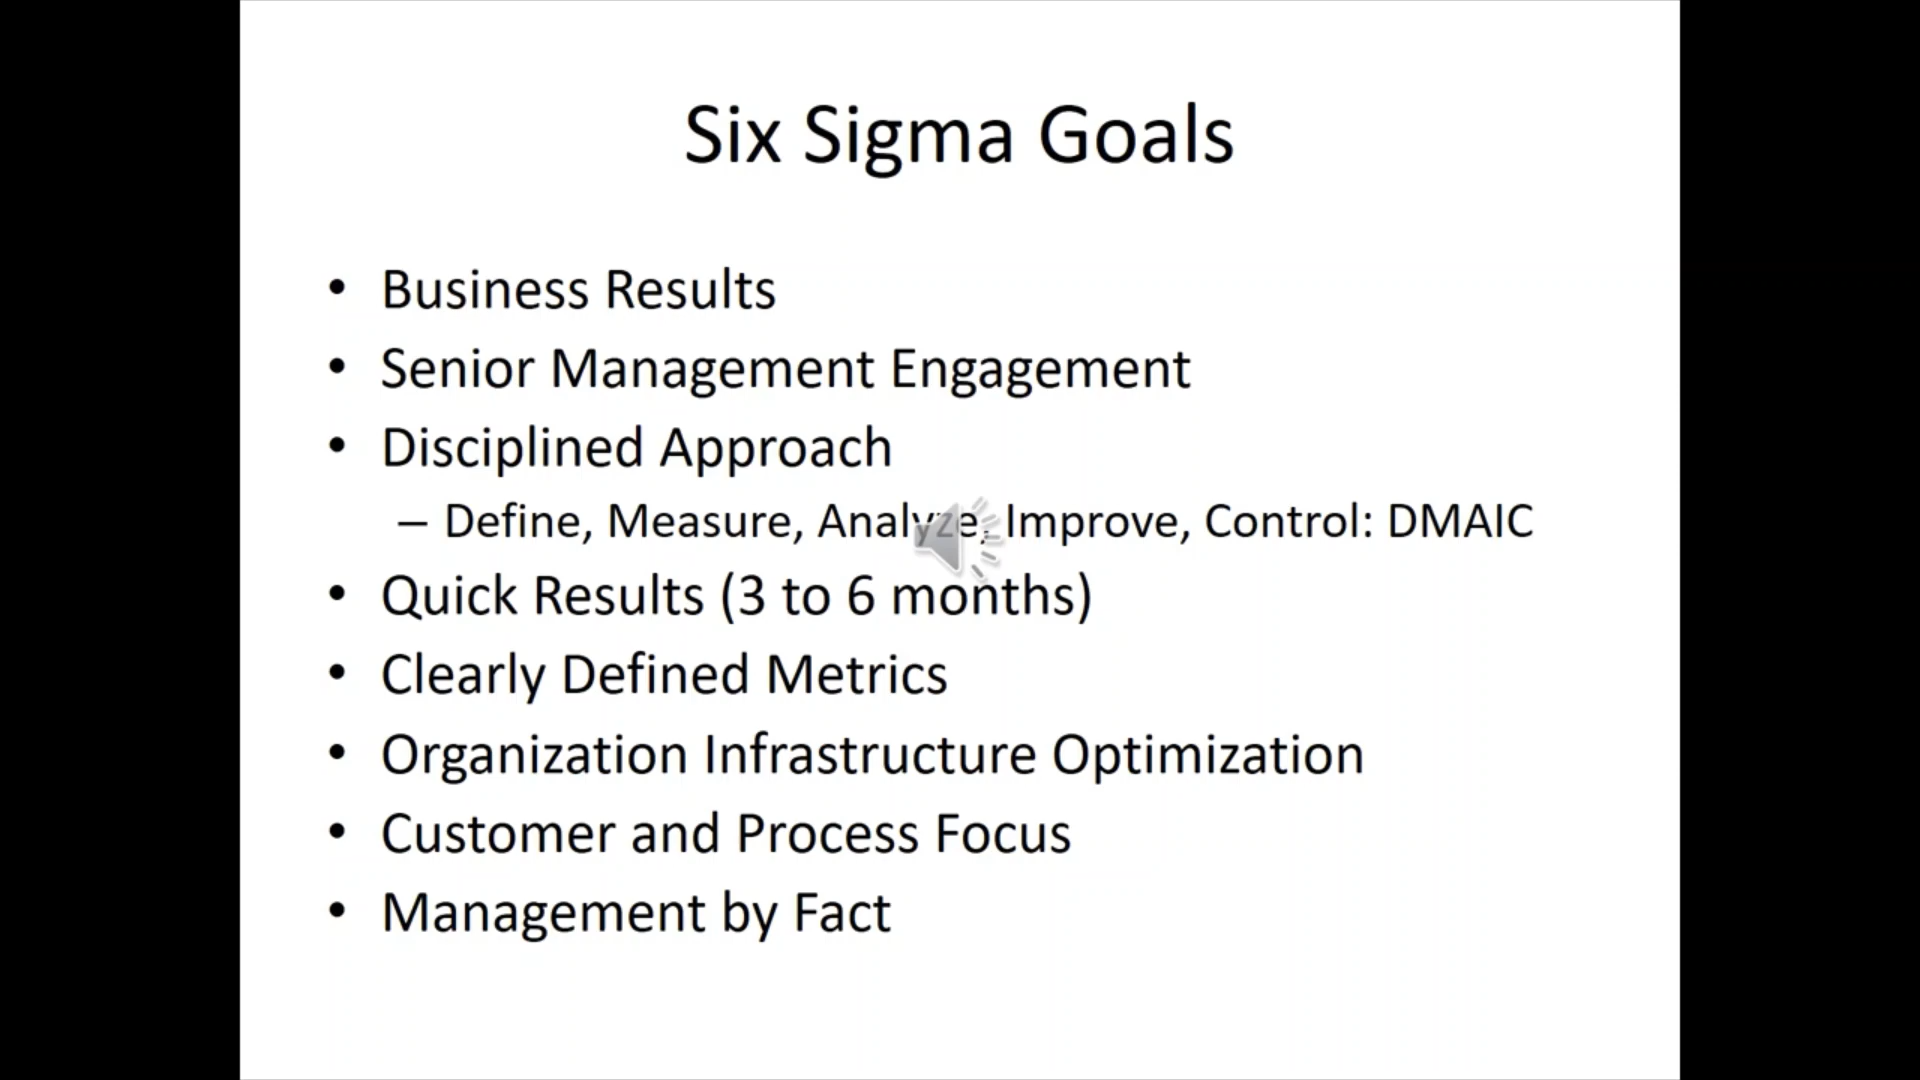 Six Sigma Goals
• Business Results
• Senior Management Engagement
• Disciplined Approach
– Define, Measure, Analyze, Improve, Control: DMAIC
• Quick Results (3 to 6 months)
• Clearly Defined Metrics
• Organization Infrastructure Optimization
• Customer and Process Focus
• Management by Fact